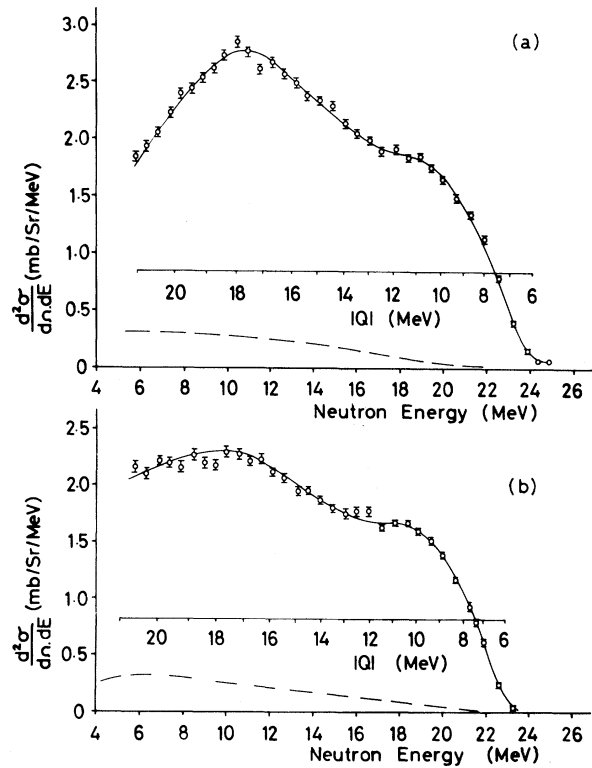 (a)
3.0
2.5
2.0
1.5
1.0
0.5
0
d²σ/dΩ.dE (mb/Sr/MeV)
20 18 16 14 12 10 8 6
|Q| (MeV)
4 6 8 10 12 14 16 18 20 22 24 26
Neutron Energy (MeV)
(b)
2.5
2.0
1.5
1.0
0.5
0
d²σ/dΩ.dE (mb/Sr/MeV)
20 18 16 14 12 10 8 6
|Q| (MeV)
4 6 8 10 12 14 16 18 20 22 24 26
Neutron Energy (MeV)